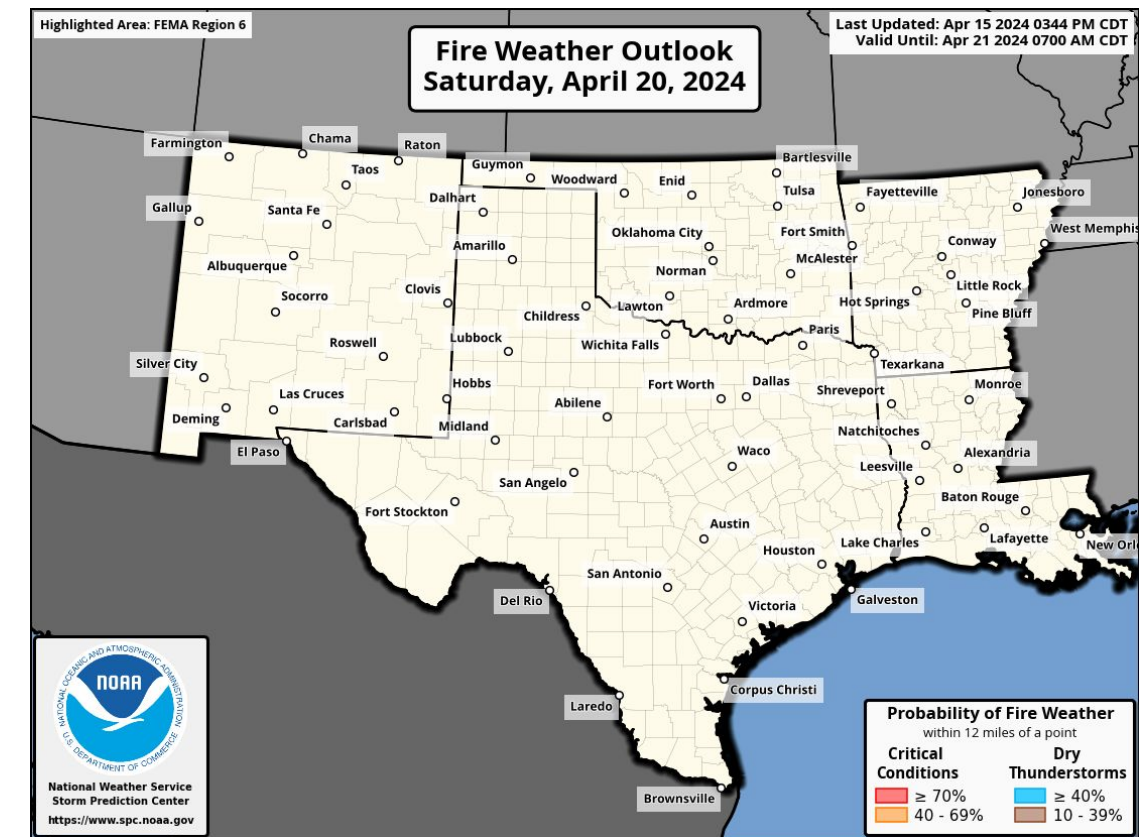 Highlighted Area: FEMA Region 6
Last Updated: Apr 15 2024 0344 PM CDT
Valid Until: Apr 21 2024 0700 AM CDT
Fire Weather Outlook
Saturday, April 20, 2024
Farmington
Chama
Raton
Taos
Guymon
Woodward
Enid
Bartlesville
Tulsa
Fayetteville
Jonesboro
Gallup
Santa Fe
Dalhart
Oklahoma City
Fort Smith
West Memphis
Albuquerque
Amarillo
Norman
McAlester
Conway
Socorro
Clovis
Childress
Lawton
Ardmore
Hot Springs
Little Rock
Pine Bluff
Roswell
Lubbock
Wichita Falls
Paris
Texarkana
Silver City
Las Cruces
Hobbs
Abilene
Fort Worth
Dallas
Shreveport
Monroe
Deming
Carlsbad
Midland
Natchitoches
El Paso
San Angelo
Waco
Leesville
Alexandria
Fort Stockton
Austin
Baton Rouge
Houston
Lake Charles
Lafayette
New Orl
Del Rio
San Antonio
Galveston
Victoria
Laredo
Corpus Christi
Brownsville
NATIONAL OCEANIC AND ATMOSPHERIC ADMINISTRATION
NOAA
U.S. DEPARTMENT OF COMMERCE
National Weather Service
Storm Prediction Center
https://www.spc.noaa.gov
Probability of Fire Weather
within 12 miles of a point
Critical Conditions
≥ 70%
40 - 69%
Dry Thunderstorms
≥ 40%
10 - 39%